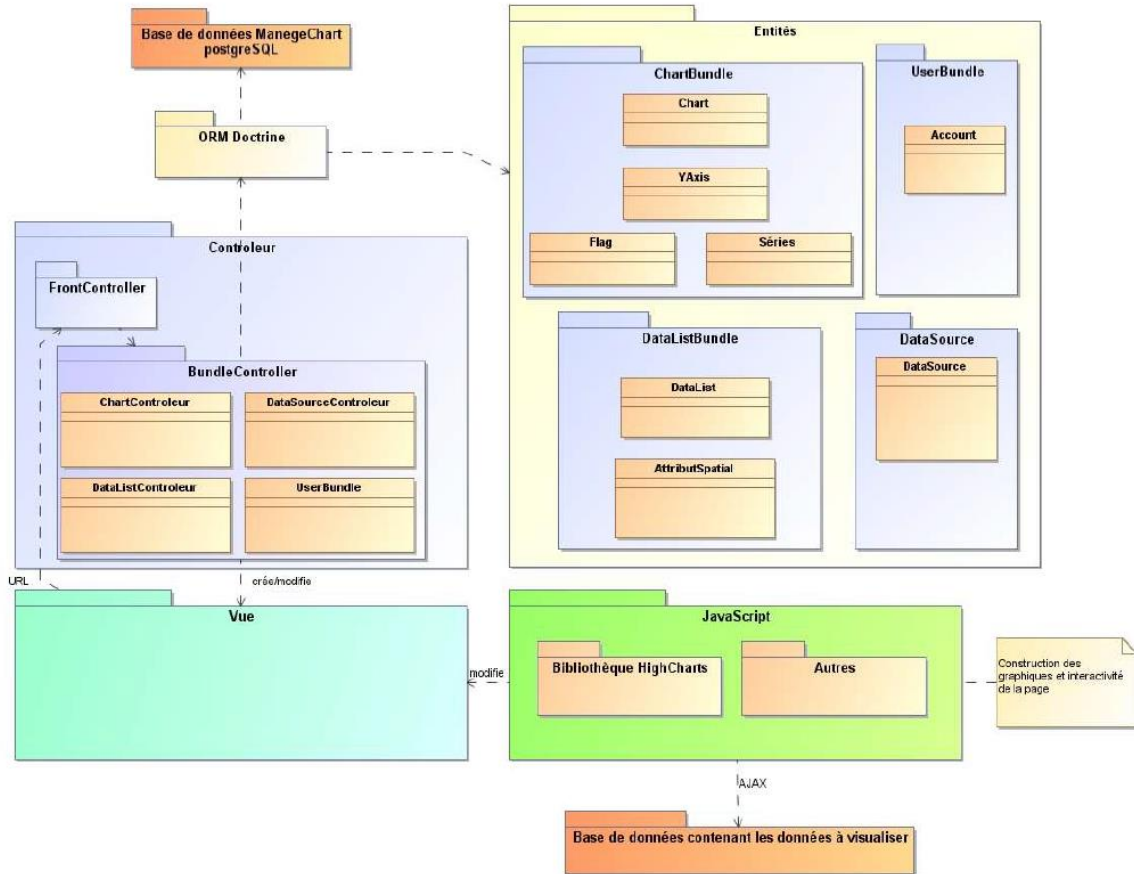 Base de données ManegeChart
postgreSQL
ORM Doctrine
Entités
ChartBundle
Chart
YAxis
Flag
Séries
UserBundle
Account
DataListBundle
DataList
AttributSpatial
DataSource
DataSource
Controleur
FrontController
BundleController
ChartControleur
DataSourceControleur
DataListControleur
UserBundle
URL
crée/modifie
Vue
modifie
JavaScript
Bibliothèque HighCharts
Autres
Construction des
graphiques et interactivité
de la page
AJAX
Base de données contenant les données à visualiser